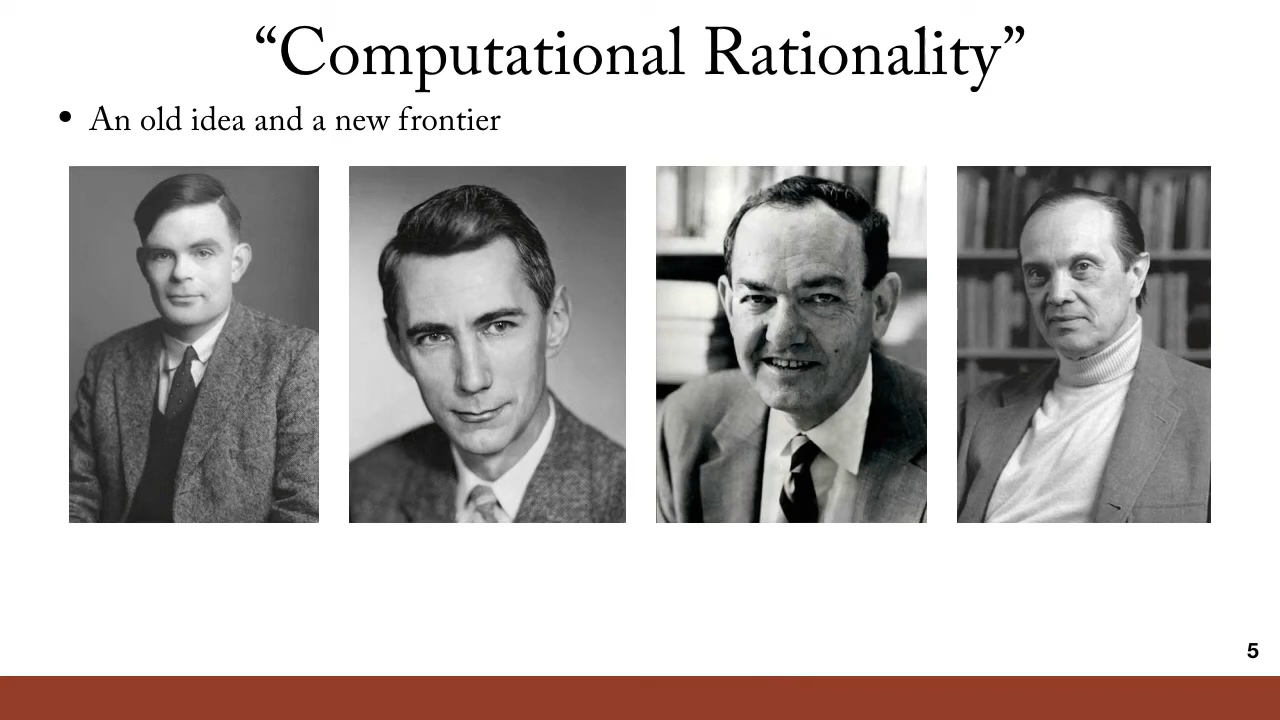 “Computational Rationality”
• An old idea and a new frontier
5